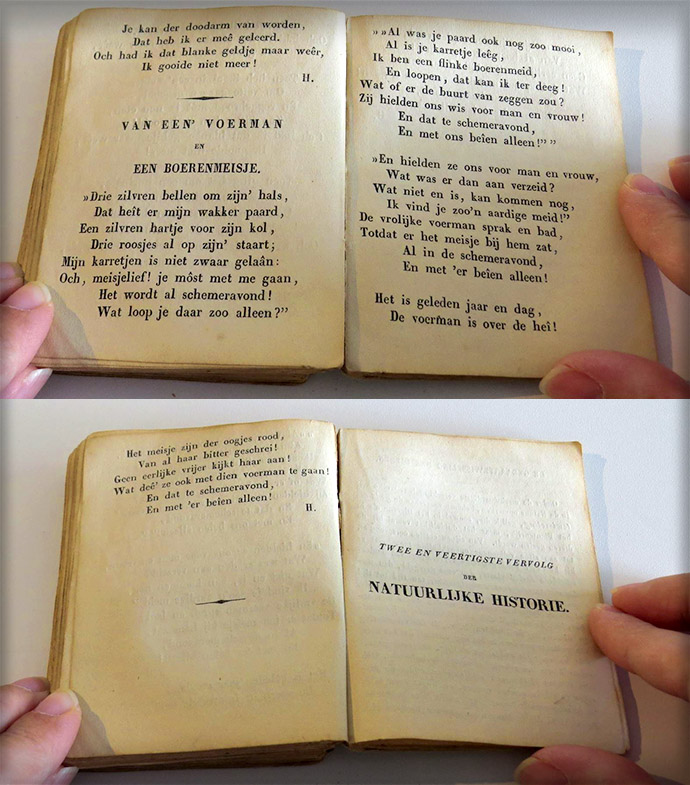 Je kan der doodarm van worden,
Dat heb ik er meê geleerd.
Och had ik dat blanke geldje maar weêr,
Ik gooide niet meer!
H.
VAN EEN' VOERMAN
EN
EEN BOERENMEISJE.
»Drie zilvren bellen om zijn' hals,
Dat heit er mijn wakker paard,
Een zilvren hartje voor zijn kol,
Drie roosjes al op zijn' staart;
Mijn karretjen is niet zwaar gelaân:
Och, meisjelief! je môst met me gaan,
Het wordt al schemeravond!
Wat loop je daar zoo alleen?”
»»Al was je paard ook nog zoo mooi,
Al is je karretje leêg,
Ik ben een flinke boerenmeid,
En loopen, dat kan ik ter deeg!
Wat of er de buurt van zeggen zou?
Zij hielden ons wis voor man en vrouw!
En dat te schemeravond,
En met ons beîen alleen!””
»En hielden ze ons voor man en vrouw,
Wat was er dan aan verzeid?
Wat niet en is, kan kommen nog,
Ik vind je zoo'n aardige meid!”
De vrolijke voerman sprak en bad,
Totdat er het meisje bij hem zat,
Al in de schemeravond,
En met 'er beîen alleen!
Het is geleden jaar en dag,
De voerman is over de heî!
Het meisje zijn der oogjes rood,
Van al haar bitter geschrei!
Geen eerlijke vrijer kijkt haar aan!
Wat deê' ze ook met dien voerman te gaan!
En dat te schemeravond,
En met 'er beîen alleen!
H.
TWEE EN VEERTIGSTE VERVOLG
DER
NATUURLIJKE HISTORIE.